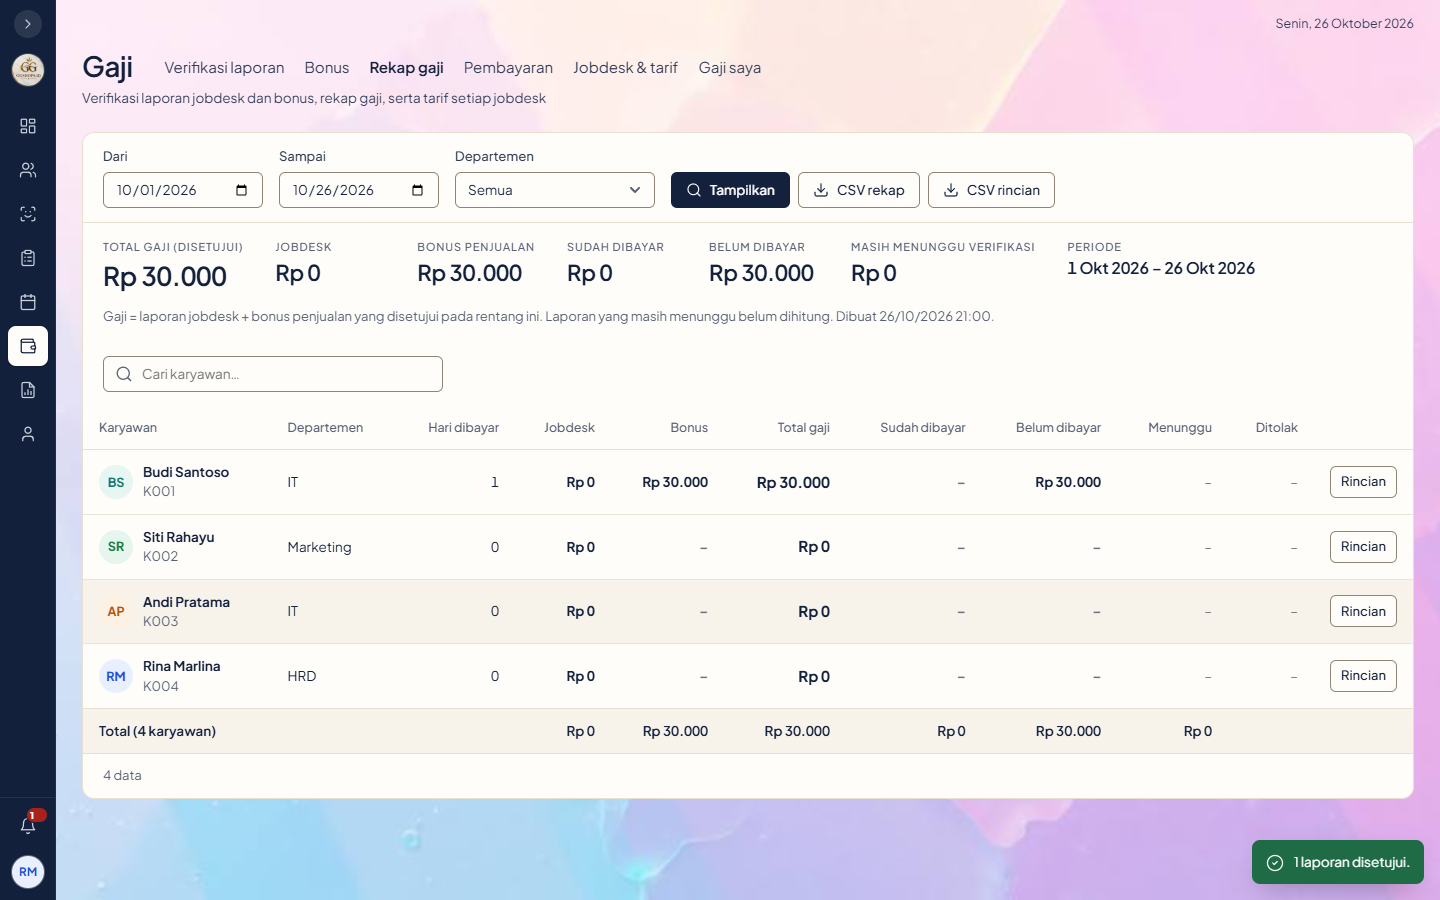 Senin, 26 Oktober 2026
Gaji
Verifikasi laporan
Bonus
Rekap gaji
Pembayaran
Jobdesk & tarif
Gaji saya
Verifikasi laporan jobdesk dan bonus, rekap gaji, serta tarif setiap jobdesk
Dari
Sampai
Departemen
10/01/2026
10/26/2026
Semua
Tampilkan
CSV rekap
CSV rincian
TOTAL GAJI (DISETUJUI)
Rp 30.000
JOBDESK
Rp 0
BONUS PENJUALAN
Rp 30.000
SUDAH DIBAYAR
Rp 0
BELUM DIBAYAR
Rp 30.000
MASIH MENUNGGU VERIFIKASI
Rp 0
PERIODE
1 Okt 2026 – 26 Okt 2026
Gaji = laporan jobdesk + bonus penjualan yang disetujui pada rentang ini. Laporan yang masih menunggu belum dihitung. Dibuat 26/10/2026 21:00.
Cari karyawan...
Karyawan Departemen Hari dibayar Jobdesk Bonus Total gaji Sudah dibayar Belum dibayar Menunggu Ditolak
BS Budi Santoso IT 1 Rp 0 Rp 30.000 Rp 30.000 – Rp 30.000 – – Rincian
K001
SR Siti Rahayu Marketing 0 Rp 0 – Rp 0 – – – – Rincian
K002
AP Andi Pratama IT 0 Rp 0 – Rp 0 – – – – Rincian
K003
RM Rina Marlina HRD 0 Rp 0 – Rp 0 – – – – Rincian
K004
Total (4 karyawan) Rp 0 Rp 30.000 Rp 30.000 Rp 0 Rp 30.000 Rp 0
4 data
1
RM
1 laporan disetujui.